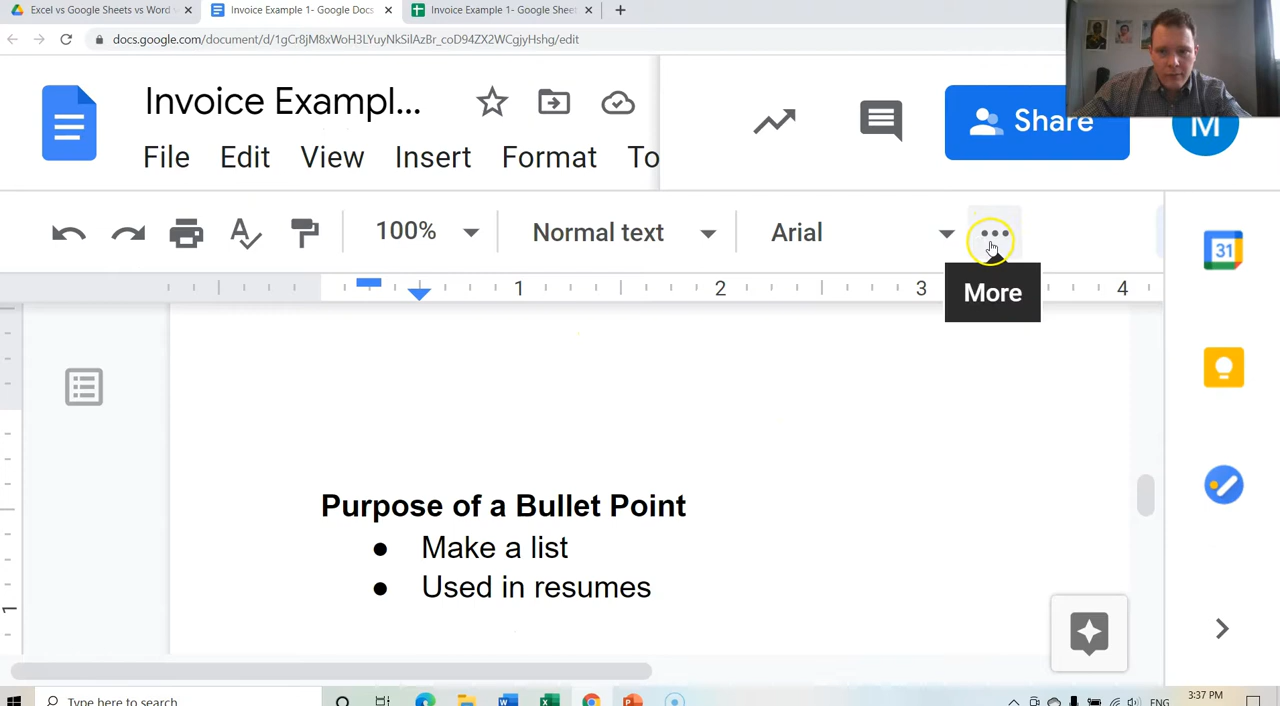 Excel vs Google Sheets vs Word
Invoice Example 1- Google Docs
Invoice Example 1- Google Sheet
docs.google.com/document/d/1gCr8jM8xWoH3LYuyNkSilAzBr_coD94ZX2WCgjyHshg/edit
Invoice Exampl...
Share
M
File Edit View Insert Format To
100% Normal text Arial
31
More
1 2 3 4
Purpose of a Bullet Point
● Make a list
● Used in resumes
1
Type here to search
ENG
3:37 PM